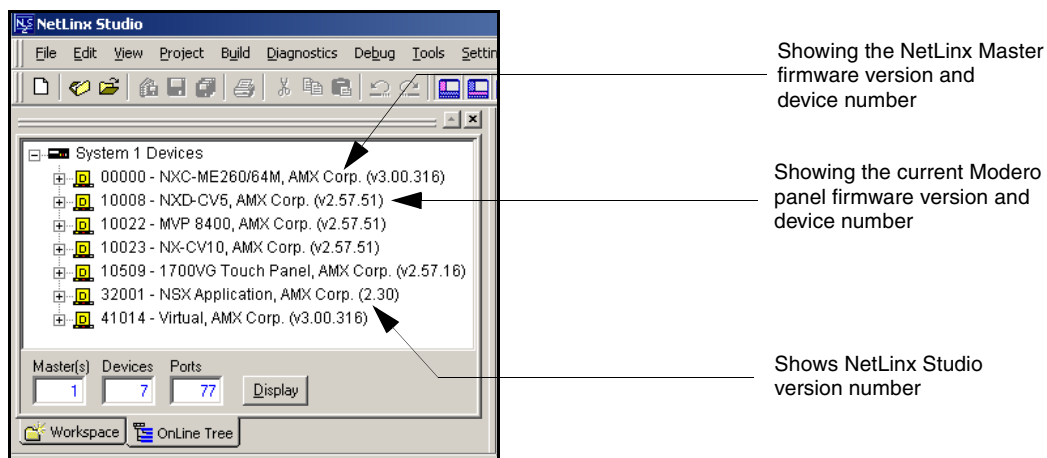 NetLinx Studio
File Edit View Project Build Diagnostics Debug Tools Settin
System 1 Devices
00000 - NXC-ME260/64M, AMX Corp. (v3.00.316)
10008 - NXD-CV5, AMX Corp. (v2.57.51)
10022 - MVP 8400, AMX Corp. (v2.57.51)
10023 - NX-CV10, AMX Corp. (v2.57.51)
10509 - 1700VG Touch Panel, AMX Corp. (v2.57.16)
32001 - NSX Application, AMX Corp. (2.30)
41014 - Virtual, AMX Corp. (v3.00.316)
Master(s) Devices Ports
1 7 77 Display
Workspace OnLine Tree
Showing the NetLinx Master
firmware version and
device number
Showing the current Modero
panel firmware version and
device number
Shows NetLinx Studio
version number